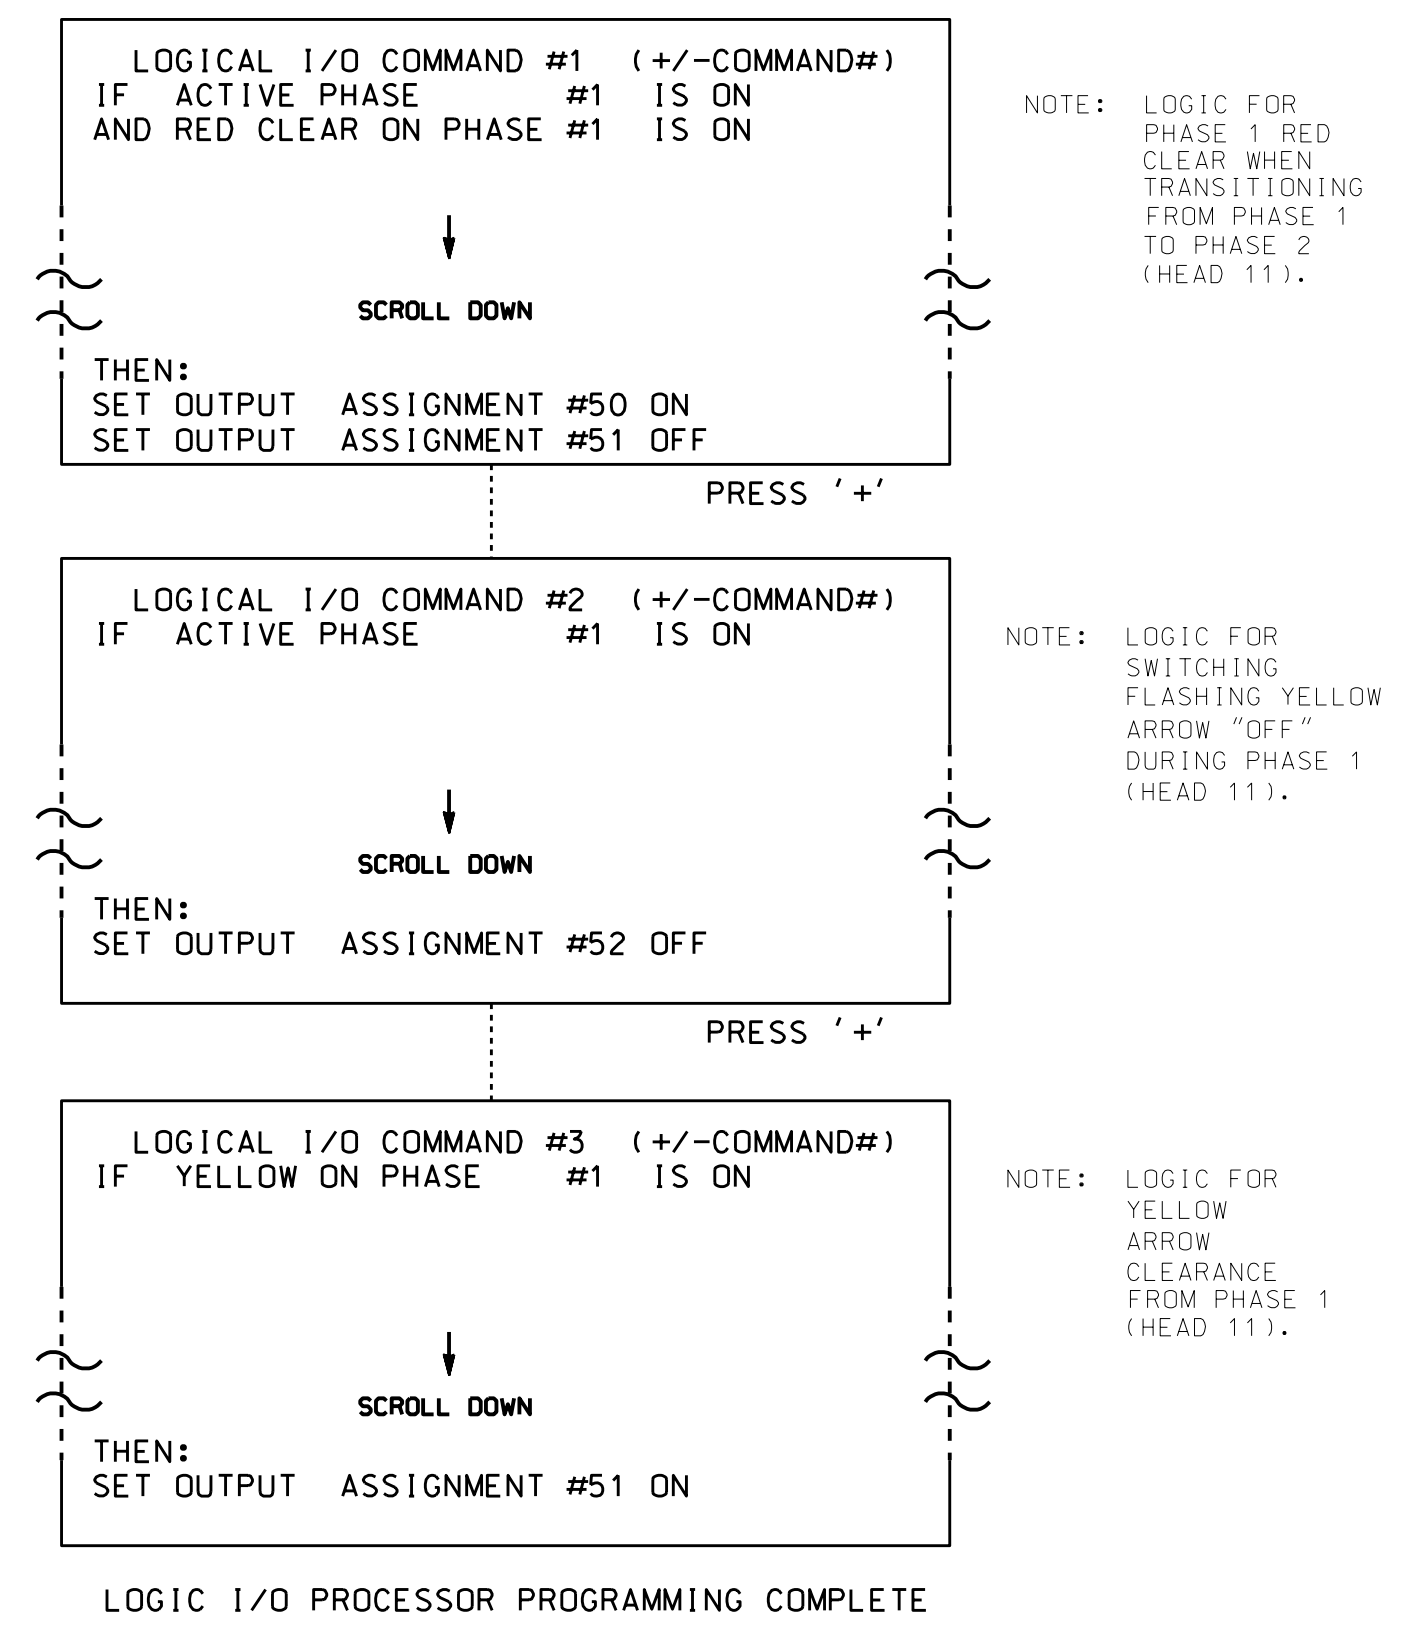 LOGICAL I/O COMMAND #1 (+/-COMMAND#)
IF ACTIVE PHASE #1 IS ON
AND RED CLEAR ON PHASE #1 IS ON
SCROLL DOWN
THEN:
SET OUTPUT ASSIGNMENT #50 ON
SET OUTPUT ASSIGNMENT #51 OFF
NOTE: LOGIC FOR
PHASE 1 RED
CLEAR WHEN
TRANSITIONING
FROM PHASE 1
TO PHASE 2
(HEAD 11).
PRESS '+'
LOGICAL I/O COMMAND #2 (+/-COMMAND#)
IF ACTIVE PHASE #1 IS ON
SCROLL DOWN
THEN:
SET OUTPUT ASSIGNMENT #52 OFF
NOTE: LOGIC FOR
SWITCHING
FLASHING YELLOW
ARROW "OFF"
DURING PHASE 1
(HEAD 11).
PRESS '+'
LOGICAL I/O COMMAND #3 (+/-COMMAND#)
IF YELLOW ON PHASE #1 IS ON
SCROLL DOWN
THEN:
SET OUTPUT ASSIGNMENT #51 ON
NOTE: LOGIC FOR
YELLOW
ARROW
CLEARANCE
FROM PHASE 1
(HEAD 11).
LOGIC I/O PROCESSOR PROGRAMMING COMPLETE